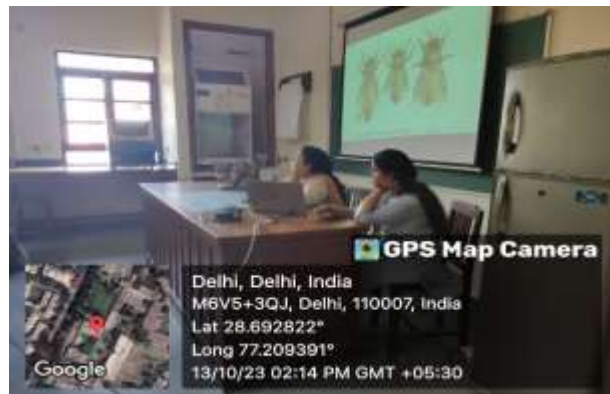 GPS Map Camera
Delhi, Delhi, India
M6V5+3QJ, Delhi, 110007, India
Lat 28.692822°
Long 77.209391°
13/10/23 02:14 PM GMT +05:30
Google